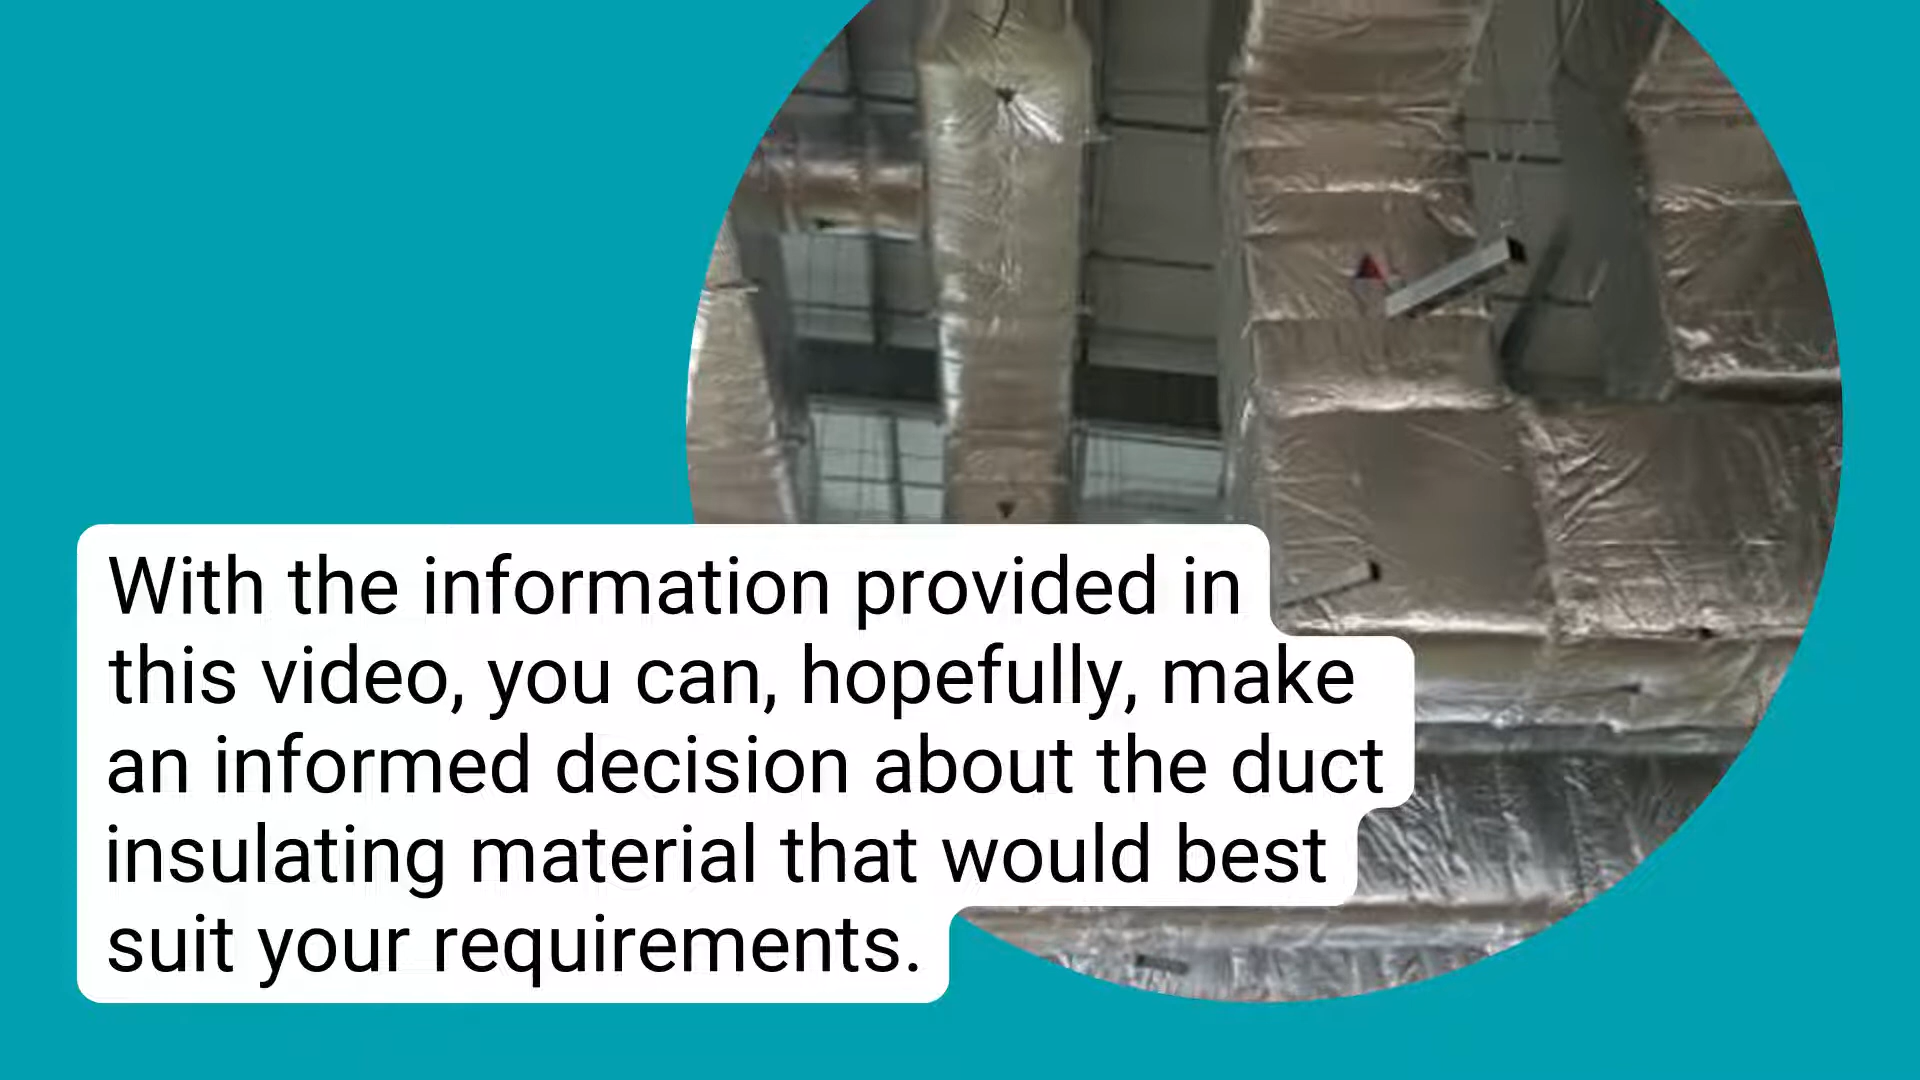 With the information provided in
this video, you can, hopefully, make
an informed decision about the duct
insulating material that would best
suit your requirements.